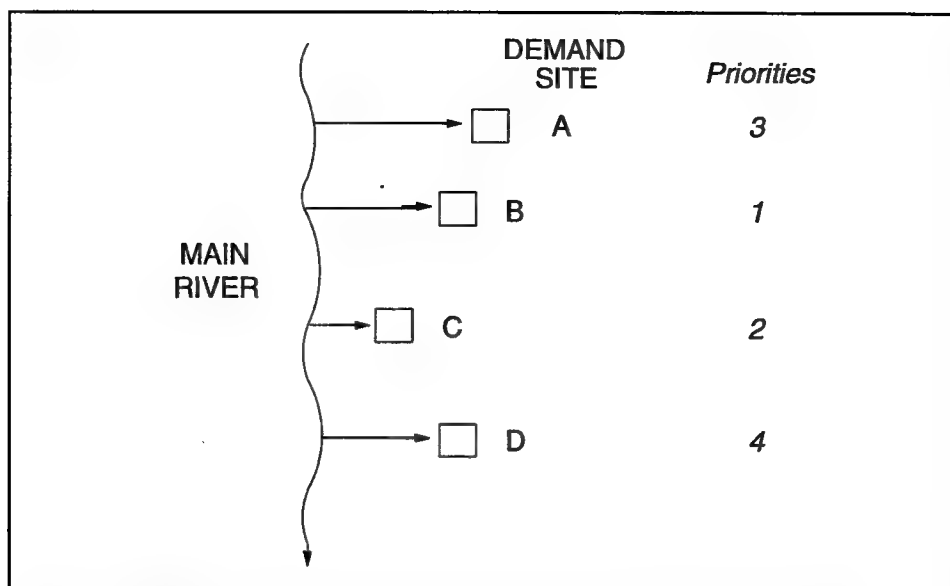 DEMAND
SITE
Priorities
A 3
B 1
MAIN
RIVER
C 2
D 4